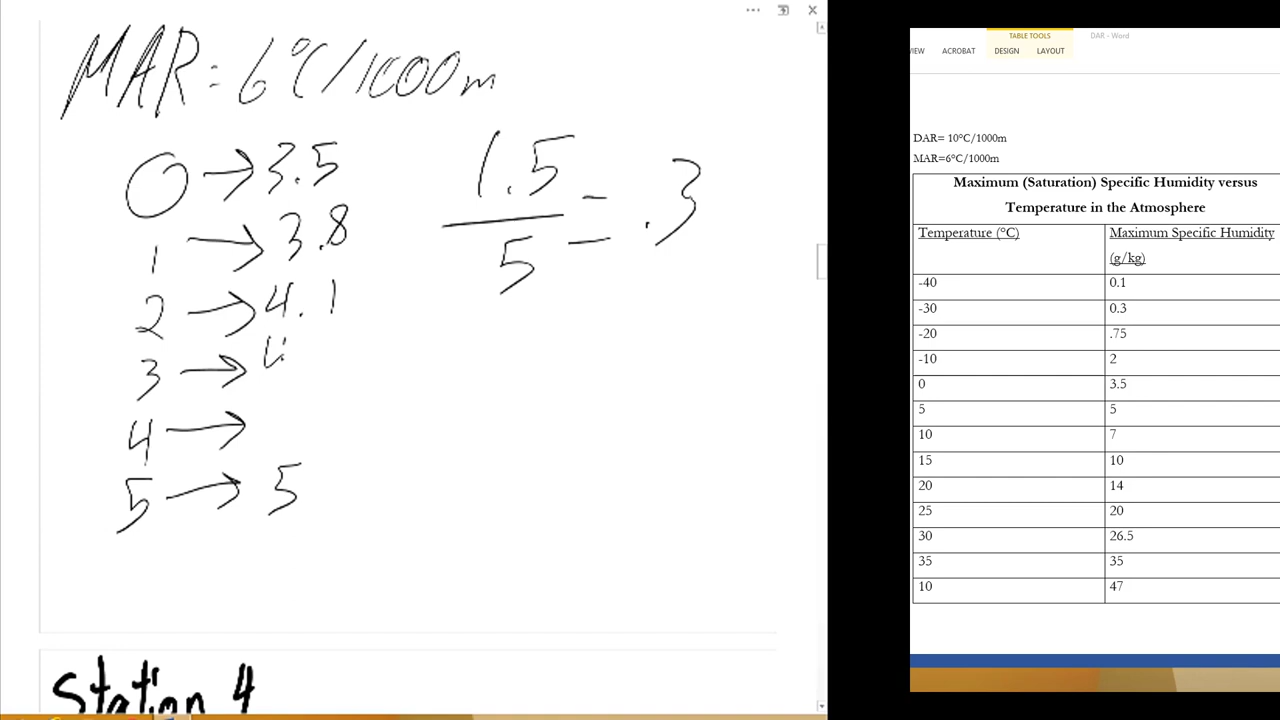 MAR = 6°C/1000m
0 → 3.5
1 → 3.8
2 → 4.1
3 → 4.
4 →
5 → 5
1.5
5
= .3
Station 4
TABLE TOOLS
DAR - Word
IEW ACROBAT DESIGN LAYOUT
DAR= 10°C/1000m
MAR=6°C/1000m
Maximum (Saturation) Specific Humidity versus
Temperature in the Atmosphere
Temperature (°C) Maximum Specific Humidity
(g/kg)
-40 0.1
-30 0.3
-20 .75
-10 2
0 3.5
5 5
10 7
15 10
20 14
25 20
30 26.5
35 35
10 47